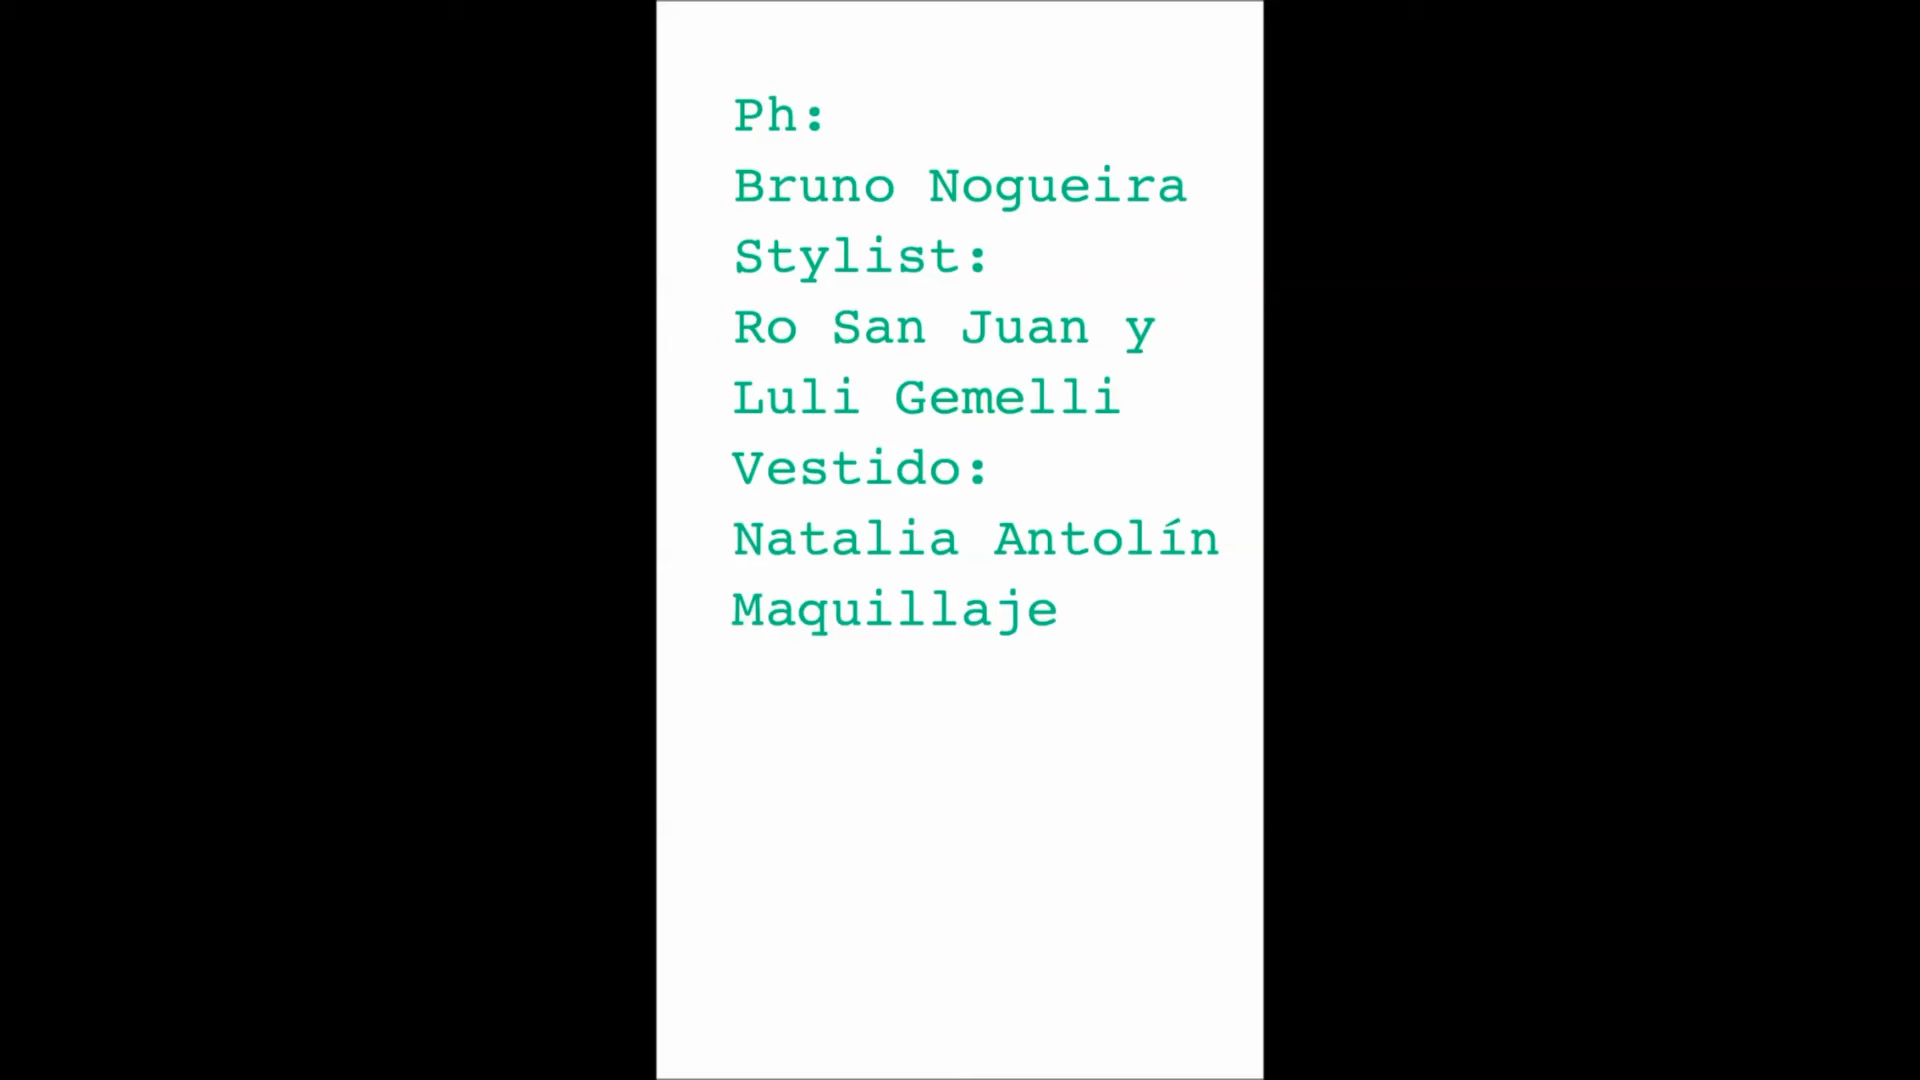 Ph:
Bruno Nogueira
Stylist:
Ro San Juan y
Luli Gemelli
Vestido:
Natalia Antolín
Maquillaje